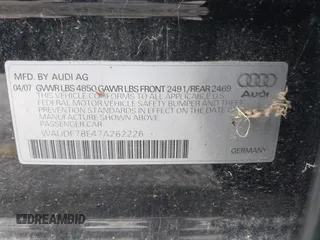 MFD. BY AUDI AG
04/07 GWWR LBS 4850 GAWR LBS FRONT 2491/REAR 2469
THIS VEHICLE CONFORMS TO ALL APPLICABLE U.S.
FEDERAL MOTOR VEHICLE SAFETY BUMPER AND THEFT
PREVENTION STANDARDS IN EFFECT ON THE DATE OF
MANUFACTURE SHOWN ABOVE
WAUDF78E47A262226
PASSENGER CAR
Audi
GERMANY
DREAMBID